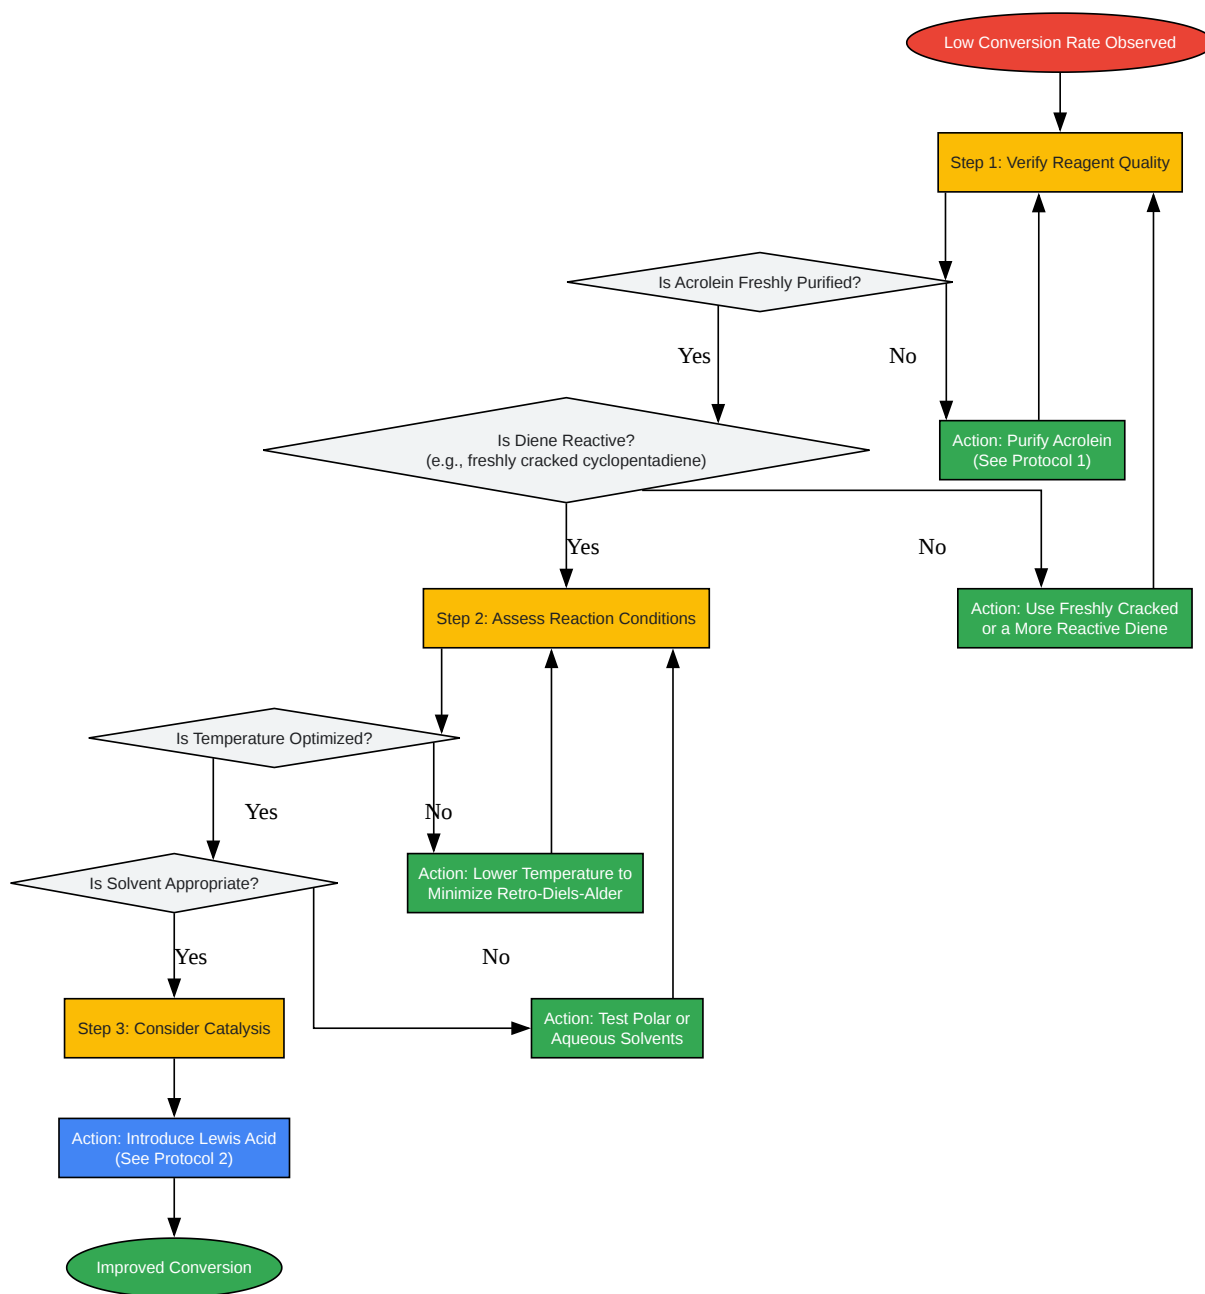 Low Conversion Rate Observed
Step 1: Verify Reagent Quality
Is Acrolein Freshly Purified?
Yes
No
Is Diene Reactive?
(e.g., freshly cracked cyclopentadiene)
Action: Purify Acrolein
(See Protocol 1)
Yes
No
Step 2: Assess Reaction Conditions
Action: Use Freshly Cracked
or a More Reactive Diene
Is Temperature Optimized?
Yes
No
Is Solvent Appropriate?
Action: Lower Temperature to
Minimize Retro-Diels-Alder
Yes
No
Step 3: Consider Catalysis
Action: Test Polar or
Aqueous Solvents
Action: Introduce Lewis Acid
(See Protocol 2)
Improved Conversion